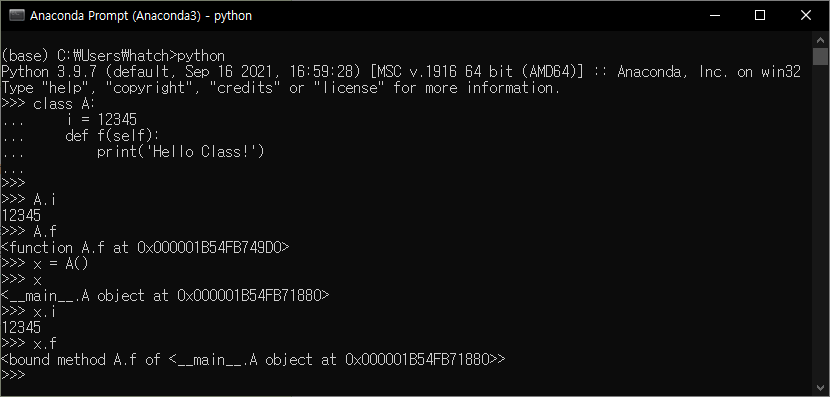 Anaconda Prompt (Anaconda3) - python
(base) C:₩Users₩hatch>python
Python 3.9.7 (default, Sep 16 2021, 16:59:28) [MSC v.1916 64 bit (AMD64)] :: Anaconda, Inc. on win32
Type "help", "copyright", "credits" or "license" for more information.
>>> class A:
...     i = 12345
...     def f(self):
...         print('Hello Class!')
...
>>>
>>> A.i
12345
>>> A.f
<function A.f at 0x000001B54FB749D0>
>>> x = A()
>>> x
<__main__.A object at 0x000001B54FB71880>
>>> x.i
12345
>>> x.f
<bound method A.f of <__main__.A object at 0x000001B54FB71880>>
>>>